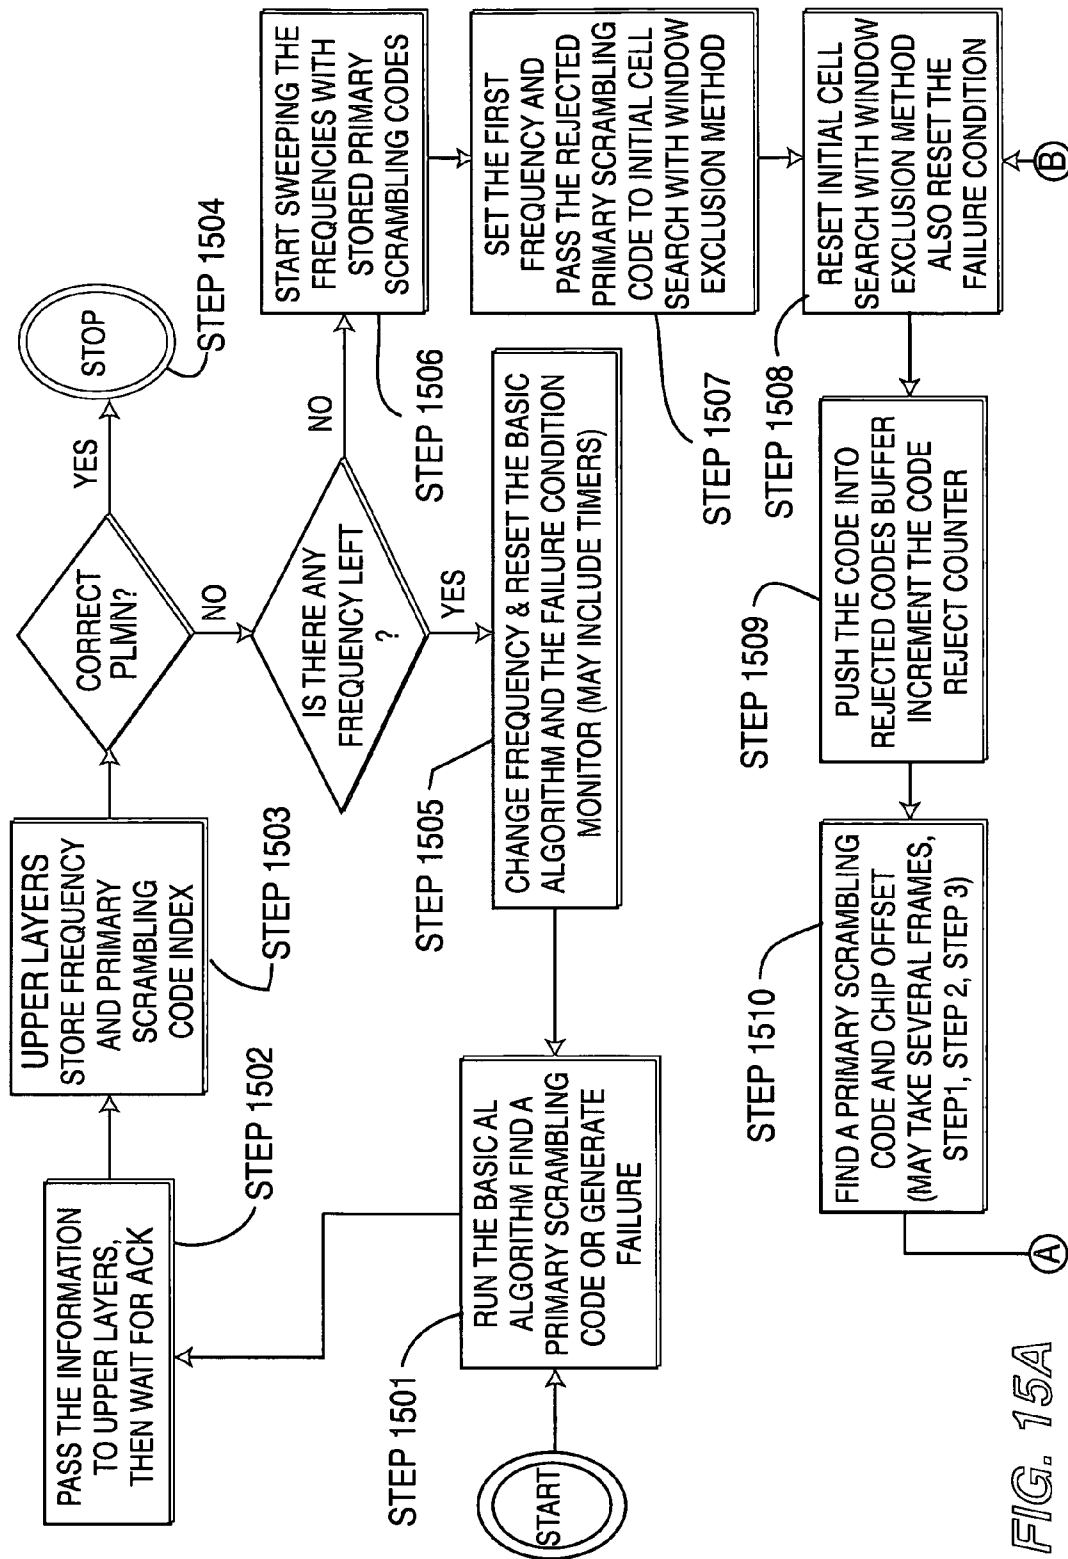 START
RUN THE BASIC AL
ALGORITHM FIND A
PRIMARY SCRAMBLING
CODE OR GENERATE
FAILURE
STEP 1501
PASS THE INFORMATION
TO UPPER LAYERS,
THEN WAIT FOR ACK
STEP 1502
UPPER LAYERS
STORE FREQUENCY
AND PRIMARY
SCRAMBLING
CODE INDEX
STEP 1503
CORRECT
PLMN?
YES
STOP
STEP 1504
NO
IS THERE ANY
FREQUENCY LEFT
?
NO
YES
CHANGE FREQUENCY & RESET THE BASIC
ALGORITHM AND THE FAILURE CONDITION
MONITOR (MAY INCLUDE TIMERS)
STEP 1505
START SWEEPING THE
FREQUENCIES WITH
STORED PRIMARY
SCRAMBLING CODES
STEP 1506
SET THE FIRST
FREQUENCY AND
PASS THE REJECTED
PRIMARY SCRAMBLING
CODE TO INITIAL CELL
SEARCH WITH WINDOW
EXCLUSION METHOD
STEP 1507
RESET INITIAL CELL
SEARCH WITH WINDOW
EXCLUSION METHOD
ALSO RESET THE
FAILURE CONDITION
STEP 1508
B
PUSH THE CODE INTO
REJECTED CODES BUFFER
INCREMENT THE CODE
REJECT COUNTER
STEP 1509
FIND A PRIMARY SCRAMBLING
CODE AND CHIP OFFSET
(MAY TAKE SEVERAL FRAMES,
STEP1, STEP 2, STEP 3)
STEP 1510
A
FIG. 15A